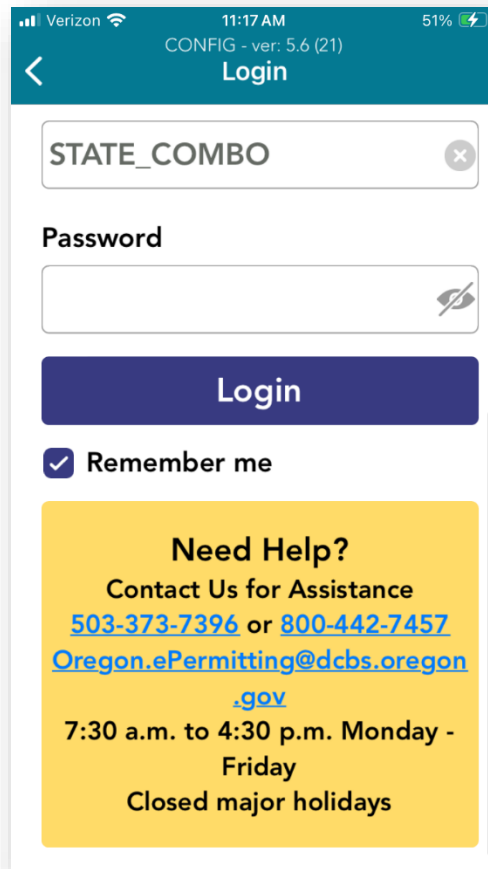 Verizon 11:17 AM 51%
CONFIG - ver: 5.6 (21)
Login
STATE_COMBO
Password
Login
Remember me
Need Help?
Contact Us for Assistance
503-373-7396 or 800-442-7457
Oregon.ePermitting@dcbs.oregon
.gov
7:30 a.m. to 4:30 p.m. Monday -
Friday
Closed major holidays